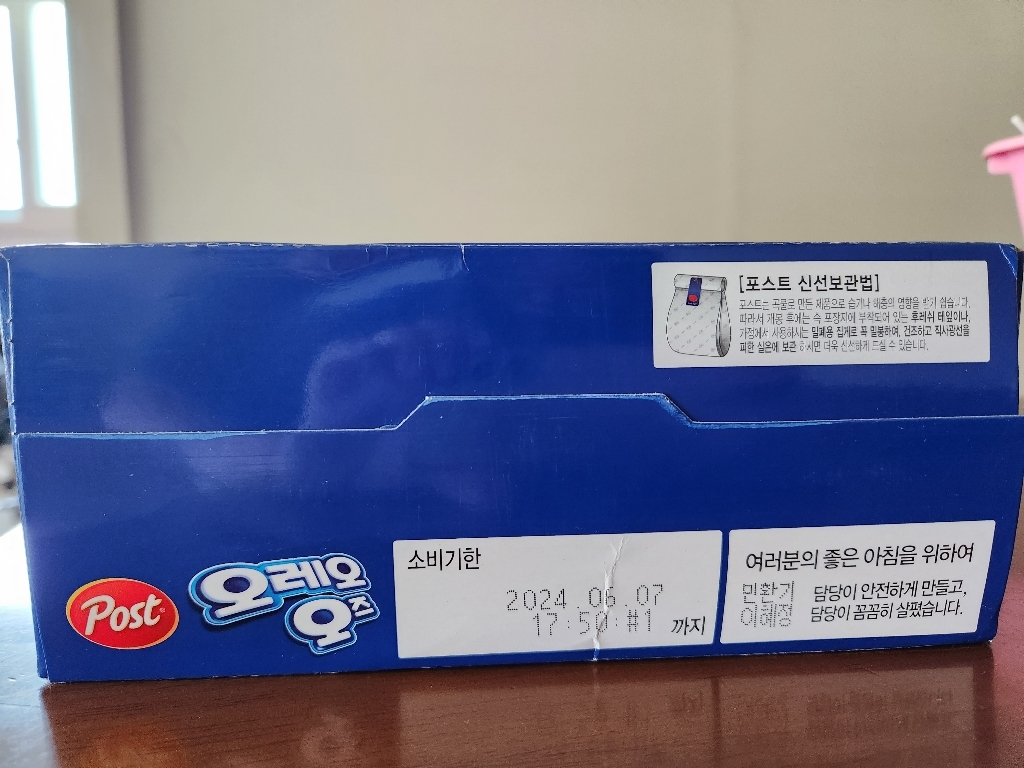 [포스트 신선보관법]
포스트는 곡물로 만든 제품으로 습기나 해충의 영향을 받기 쉽습니다.
따라서 개봉 후에는 속 포장지에 부착되어 있는 후레쉬 테잎이나,
가정에서 사용하시는 밀폐용 집게로 꼭 밀봉하여, 건조하고 직사광선을
피한 실온에 보관 하시면 더욱 신선하게 드실 수 있습니다.
Post
오레오
오즈
소비기한
2024.06.07
17:50:#1 까지
여러분의 좋은 아침을 위하여
민환기 담당이 안전하게 만들고,
이혜정 담당이 꼼꼼히 살폈습니다.